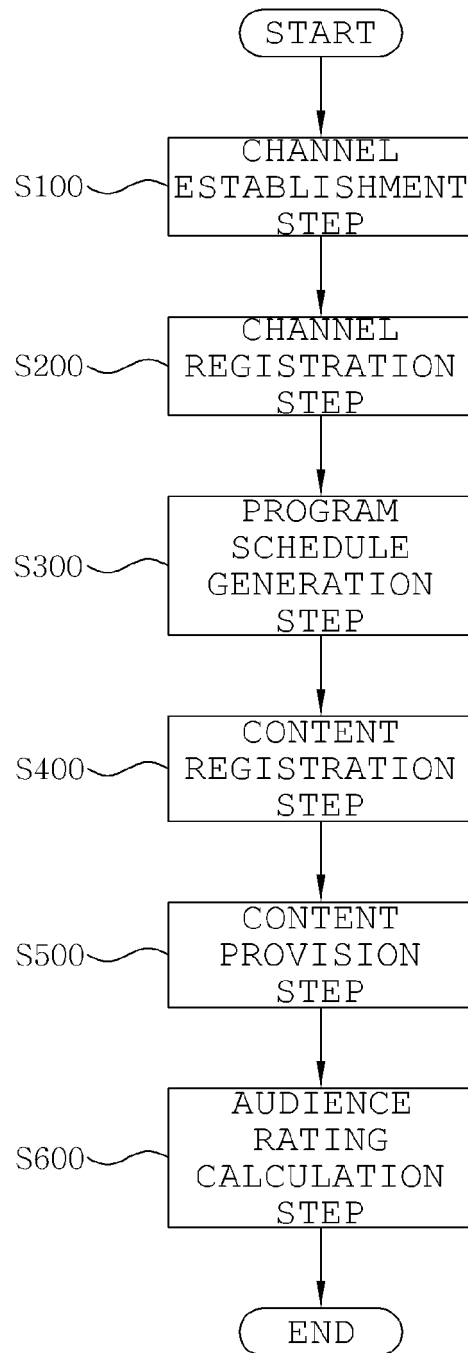 START
CHANNEL
S100 ESTABLISHMENT
STEP
CHANNEL
S200 REGISTRATION
STEP
PROGRAM
SCHEDULE
S300 GENERATION
STEP
CONTENT
S400 REGISTRATION
STEP
CONTENT
S500 PROVISION
STEP
AUDIENCE
RATING
S600 CALCULATION
STEP
END